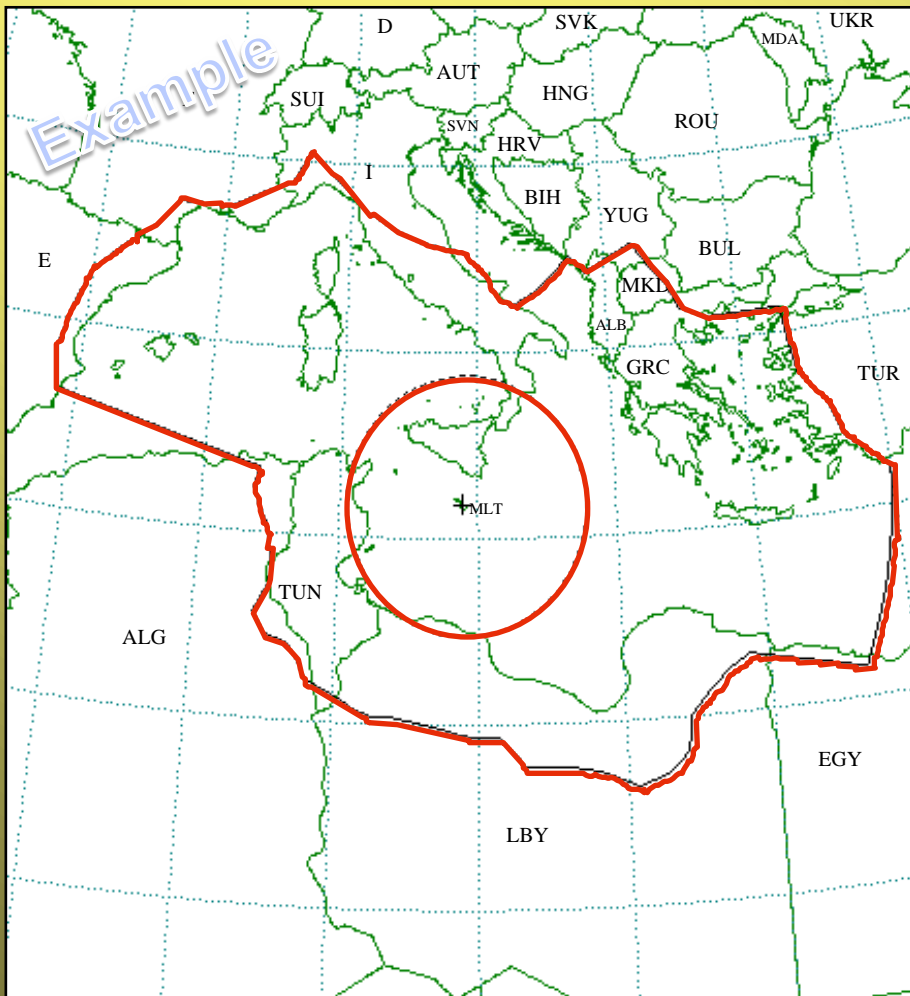 UKR
D
SVK
MDA
Example
AUT
SUI
HNG
ROU
SVN
HRV
I
BIH
YUG
BUL
E
MKD
ALB
GRC
TUR
MLT
TUN
ALG
EGY
LBY